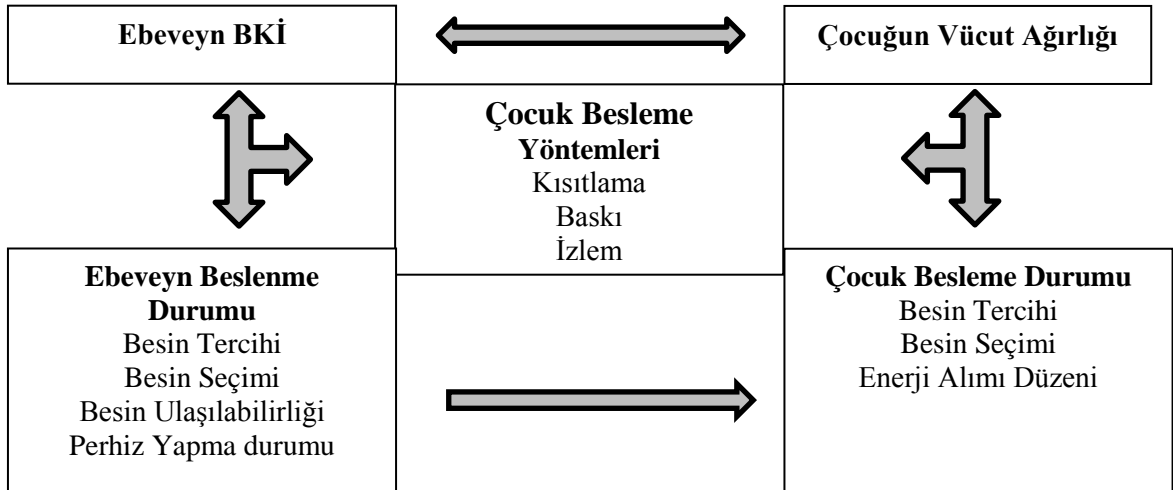 Ebeveyn BKİ
Çocuğun Vücut Ağırlığı
Çocuk Besleme
Yöntemleri
Kısıtlama
Baskı
İzlem
Ebeveyn Beslenme
Durumu
Besin Tercihi
Besin Seçimi
Besin Ulaşılabilirliği
Perhiz Yapma durumu
Çocuk Besleme Durumu
Besin Tercihi
Besin Seçimi
Enerji Alımı Düzeni